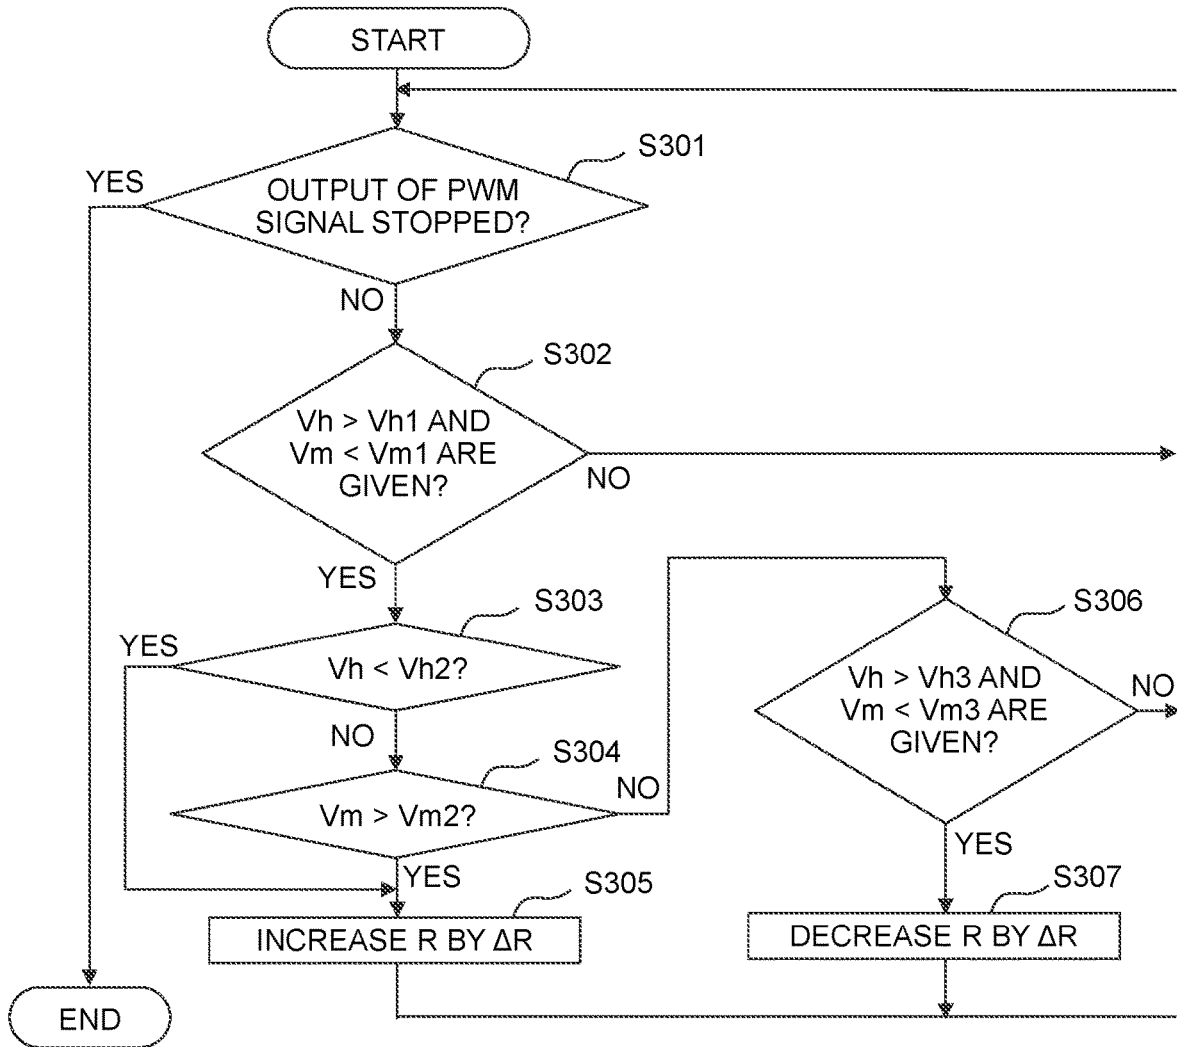 START
S301
YES
OUTPUT OF PWM
SIGNAL STOPPED?
NO
S302
Vh > Vh1 AND
Vm < Vm1 ARE
GIVEN?
NO
YES
S303
YES
Vh < Vh2?
NO
S304
Vm > Vm2?
NO
YES
S305
INCREASE R BY ΔR
S306
Vh > Vh3 AND
Vm < Vm3 ARE
GIVEN?
NO
YES
S307
DECREASE R BY ΔR
END